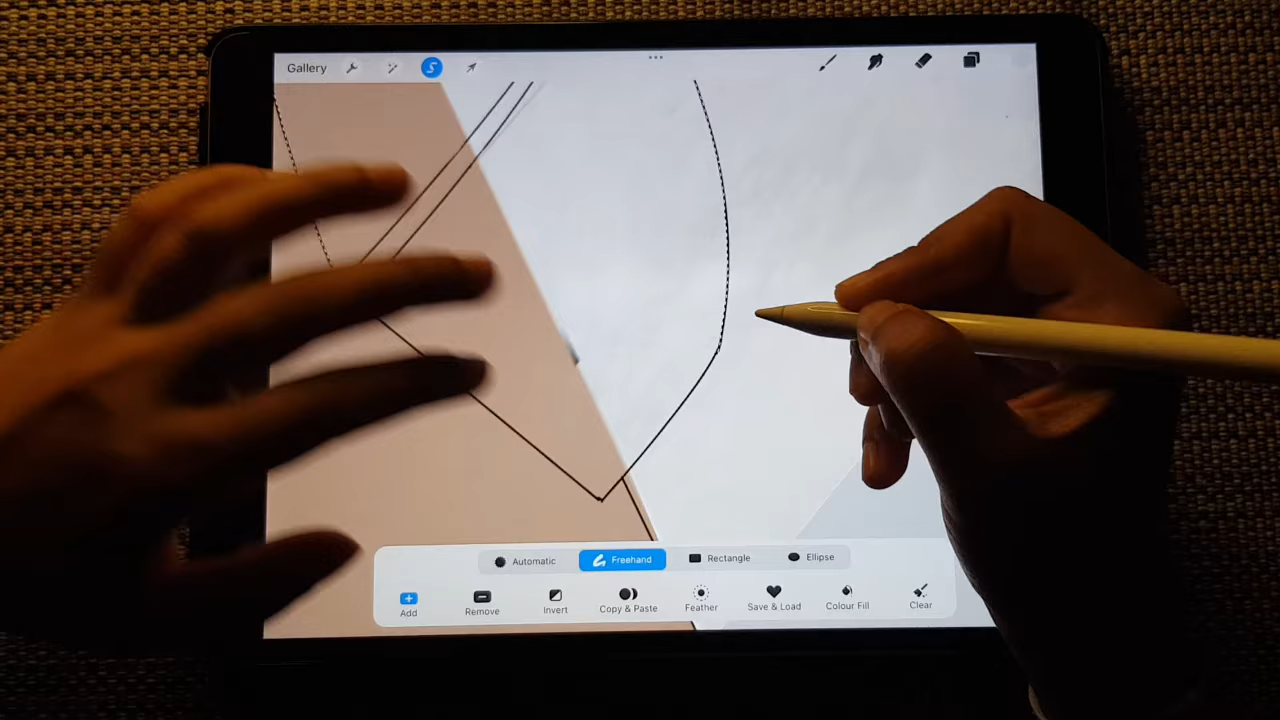 Gallery
Automatic Freehand Rectangle Ellipse
Add Remove Invert Copy & Paste Feather Save & Load Colour Fill Clear